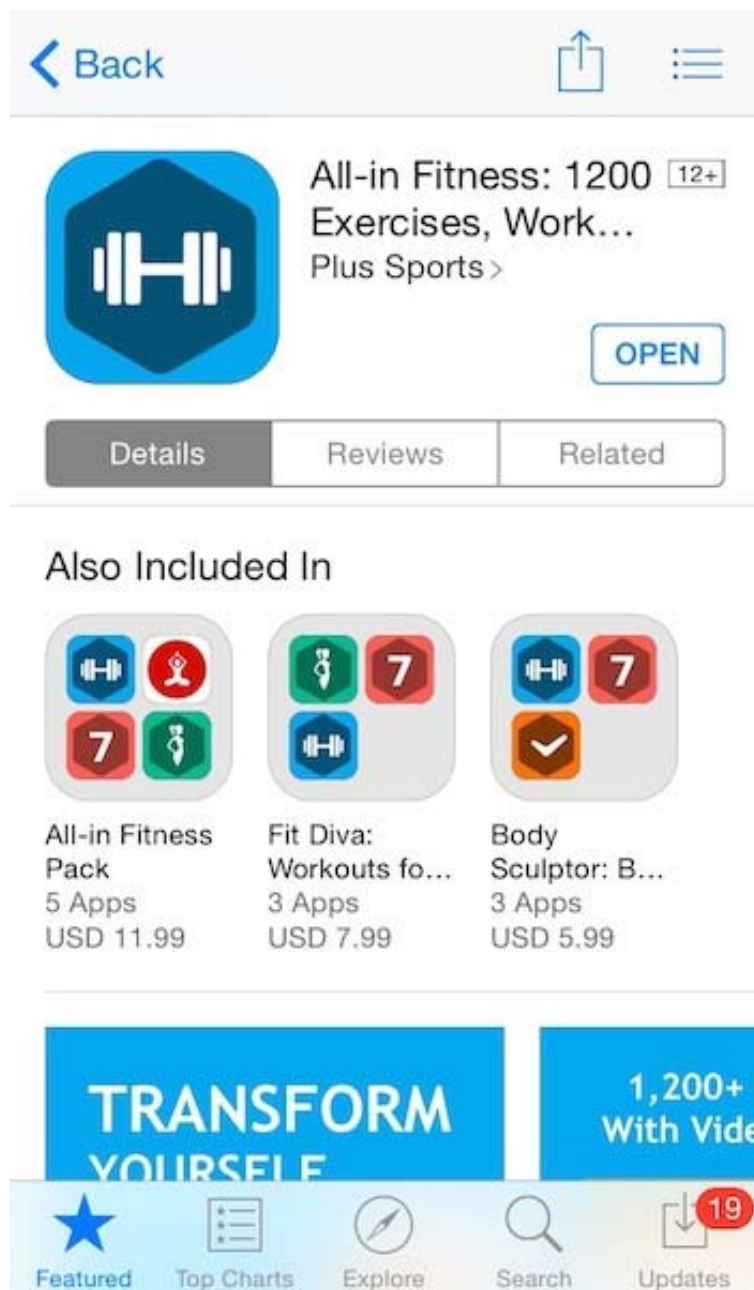 Back
All-in Fitness: 1200 12+
Exercises, Work...
Plus Sports >
OPEN
Details Reviews Related
Also Included In
7 7 7
All-in Fitness Fit Diva: Body
Pack Workouts fo... Sculptor: B...
5 Apps 3 Apps 3 Apps
USD 11.99 USD 7.99 USD 5.99
TRANSFORM 1,200+
YOURSELF With Vide
19
Featured Top Charts Explore Search Updates